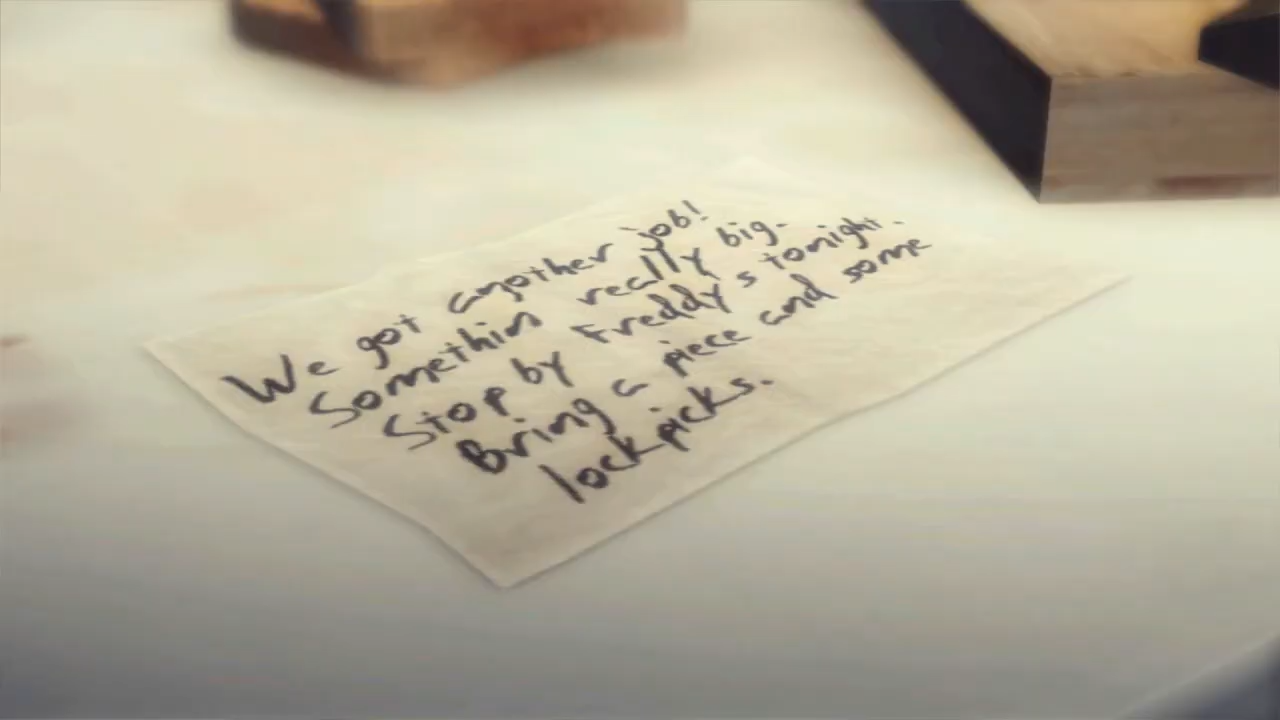 We got another job!
Somethin really big.
Stop by Freddy's tonight.
Bring a piece and some
lockpicks.